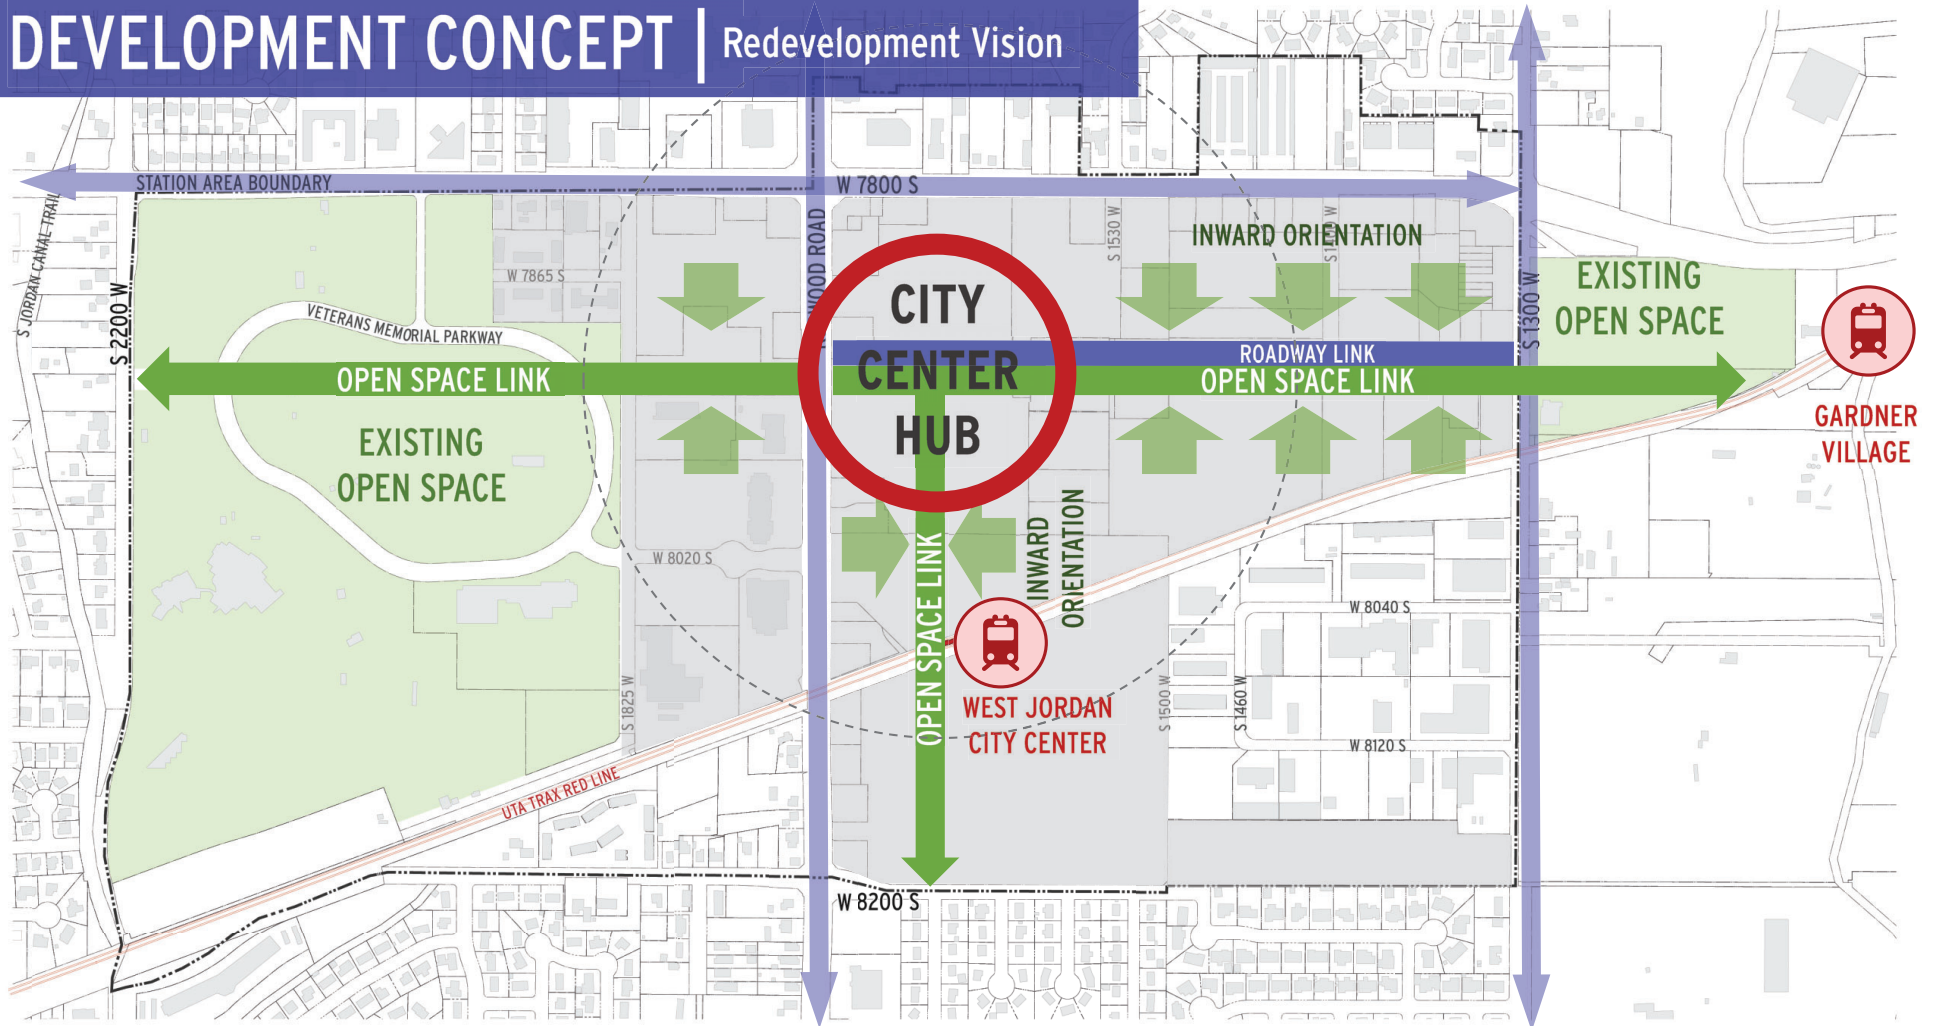 DEVELOPMENT CONCEPT | Redevelopment Vision
STATION AREA BOUNDARY
W 7800 S
S JORDAN CANAL TRAIL
S 2200 W
W 7865 S
WOOD ROAD
S 1530 W
INWARD ORIENTATION
S 1300 W
EXISTING
OPEN SPACE
VETERANS MEMORIAL PARKWAY
CITY
CENTER
HUB
ROADWAY LINK
OPEN SPACE LINK
OPEN SPACE LINK
GARDNER
VILLAGE
EXISTING
OPEN SPACE
INWARD
ORIENTATION
W 8020 S
OPEN SPACE LINK
W 8040 S
WEST JORDAN
CITY CENTER
S 1825 W
S 1500 W
S 1460 W
W 8120 S
UTA TRAX RED LINE
W 8200 S